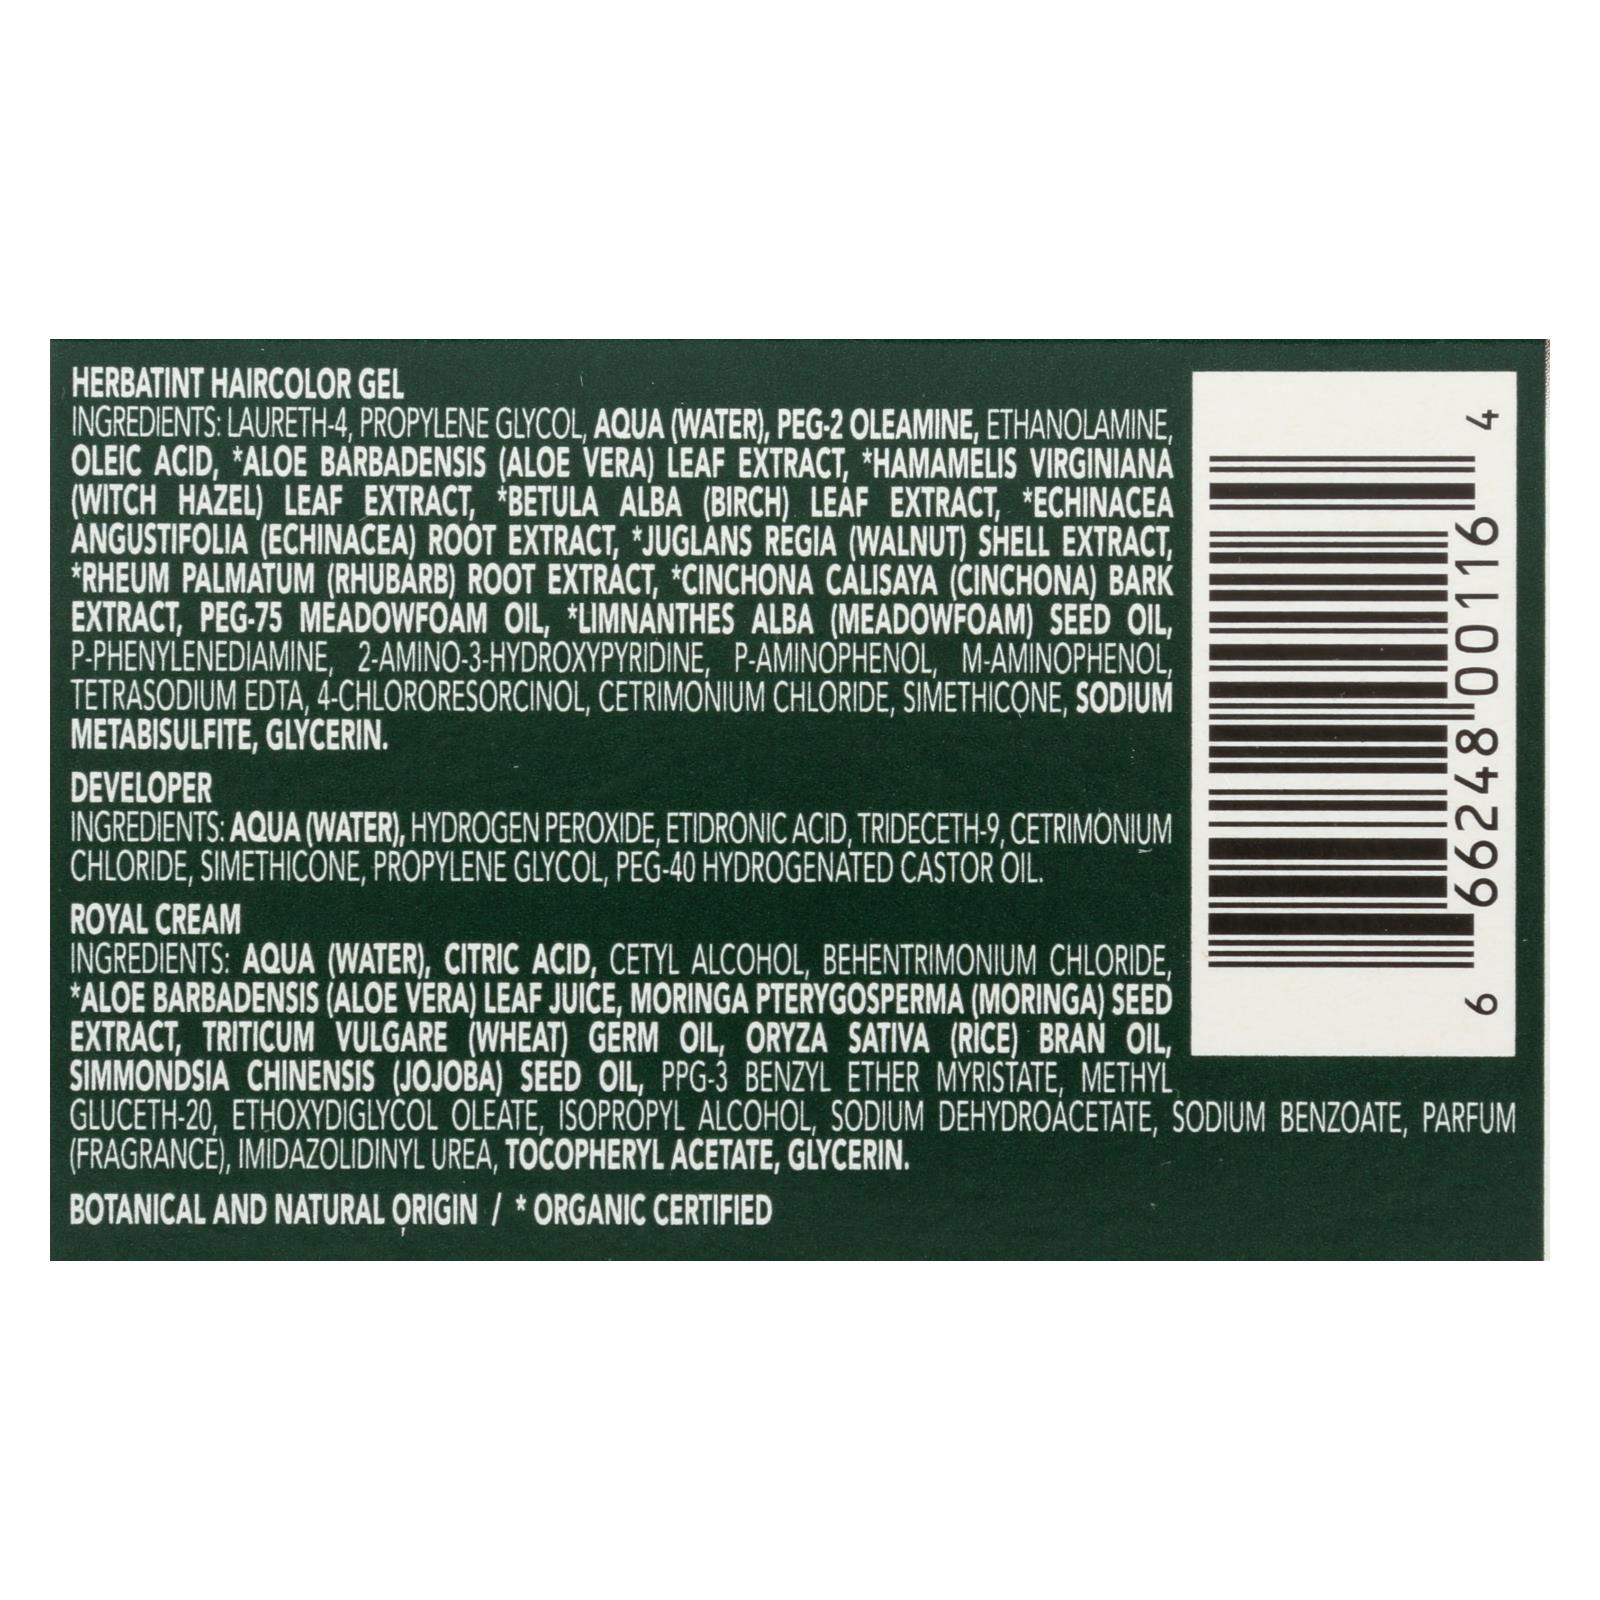 HERBATINT HAIRCOLOR GEL
INGREDIENTS: LAURETH-4, PROPYLENE GLYCOL, AQUA (WATER), PEG-2 OLEAMINE, ETHANOLAMINE,
OLEIC ACID, *ALOE BARBADENSIS (ALOE VERA) LEAF EXTRACT, *HAMAMELIS VIRGINIANA
(WITCH HAZEL) LEAF EXTRACT, *BETULA ALBA (BIRCH) LEAF EXTRACT, *ECHINACEA
ANGUSTIFOLIA (ECHINACEA) ROOT EXTRACT, *JUGLANS REGIA (WALNUT) SHELL EXTRACT,
*RHEUM PALMATUM (RHUBARB) ROOT EXTRACT, *CINCHONA CALISAYA (CINCHONA) BARK
EXTRACT, PEG-75 MEADOWFOAM OIL, *LIMNANTHES ALBA (MEADOWFOAM) SEED OIL,
P-PHENYLENEDIAMINE, 2-AMINO-3-HYDROXYPYRIDINE, P-AMINOPHENOL, M-AMINOPHENOL,
TETRASODIUM EDTA, 4-CHLORORESORCINOL, CETRIMONIUM CHLORIDE, SIMETHICONE, SODIUM
METABISULFITE, GLYCERIN.
DEVELOPER
INGREDIENTS: AQUA (WATER), HYDROGEN PEROXIDE, ETIDRONIC ACID, TRIDECETH-9, CETRIMONIUM
CHLORIDE, SIMETHICONE, PROPYLENE GLYCOL, PEG-40 HYDROGENATED CASTOR OIL.
ROYAL CREAM
INGREDIENTS: AQUA (WATER), CITRIC ACID, CETYL ALCOHOL, BEHENTRIMONIUM CHLORIDE,
*ALOE BARBADENSIS (ALOE VERA) LEAF JUICE, MORINGA PTERYGOSPERMA (MORINGA) SEED
EXTRACT, TRITICUM VULGARE (WHEAT) GERM OIL, ORYZA SATIVA (RICE) BRAN OIL,
SIMMONDSIA CHINENSIS (JOJOBA) SEED OIL, PPG-3 BENZYL ETHER MYRISTATE, METHYL
GLUCETH-20, ETHOXYDIGLYCOL OLEATE, ISOPROPYL ALCOHOL, SODIUM DEHYDROACETATE, SODIUM BENZOATE, PARFUM
(FRAGRANCE), IMIDAZOLIDINYL UREA, TOCOPHERYL ACETATE, GLYCERIN.
BOTANICAL AND NATURAL ORIGIN / * ORGANIC CERTIFIED
6 66248 00116 4